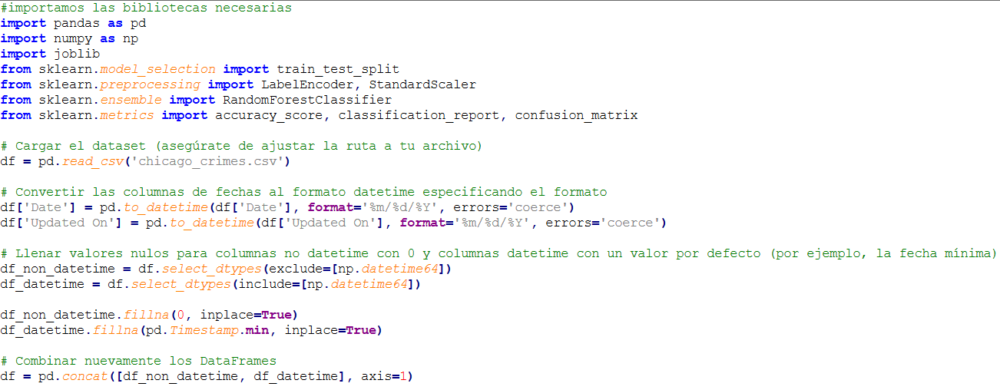 #importamos las bibliotecas necesarias
import pandas as pd
import numpy as np
import joblib
from sklearn.model_selection import train_test_split
from sklearn.preprocessing import LabelEncoder, StandardScaler
from sklearn.ensemble import RandomForestClassifier
from sklearn.metrics import accuracy_score, classification_report, confusion_matrix
# Cargar el dataset (asegúrate de ajustar la ruta a tu archivo)
df = pd.read_csv('chicago_crimes.csv')
# Convertir las columnas de fechas al formato datetime especificando el formato
df['Date'] = pd.to_datetime(df['Date'], format='%m/%d/%Y', errors='coerce')
df['Updated On'] = pd.to_datetime(df['Updated On'], format='%m/%d/%Y', errors='coerce')
# Llenar valores nulos para columnas no datetime con 0 y columnas datetime con un valor por defecto (por ejemplo, la fecha mínima)
df_non_datetime = df.select_dtypes(exclude=[np.datetime64])
df_datetime = df.select_dtypes(include=[np.datetime64])
df_non_datetime.fillna(0, inplace=True)
df_datetime.fillna(pd.Timestamp.min, inplace=True)
# Combinar nuevamente los DataFrames
df = pd.concat([df_non_datetime, df_datetime], axis=1)